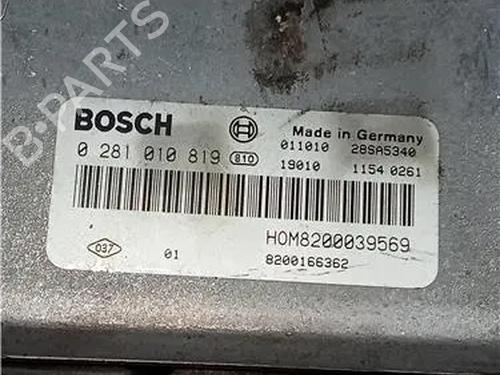 B-PARTS
BOSCH
Made in Germany
0 281 010 819 810
011010 28SA5340
19010 1154 0261
HOM8200039569
037 01 8200166362